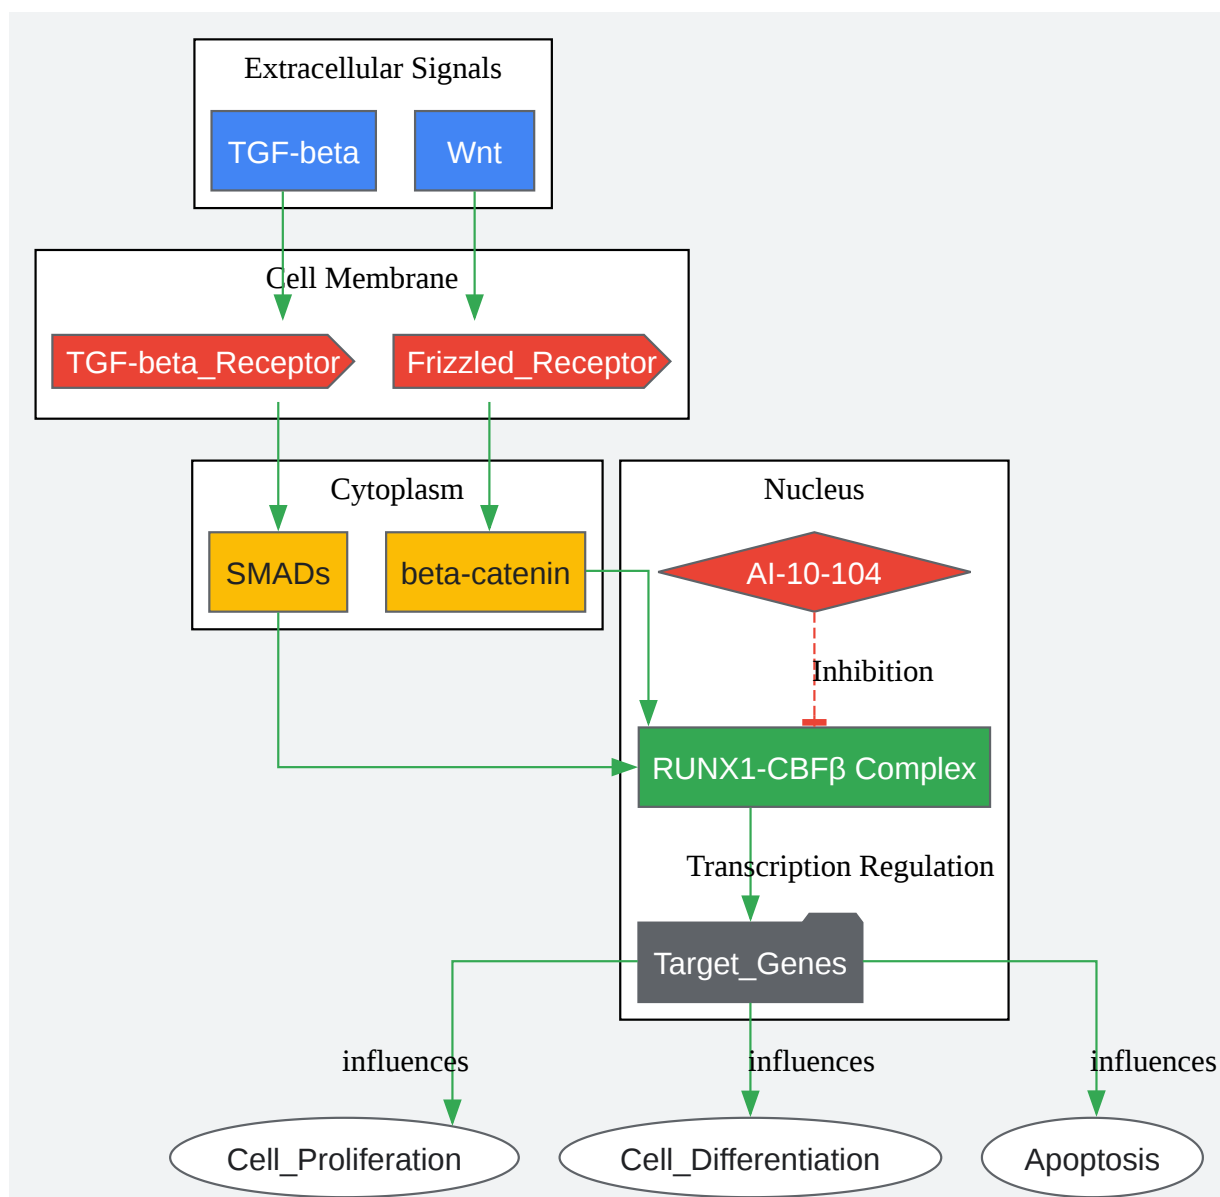 Extracellular Signals
TGF-beta
Wnt
Cell Membrane
TGF-beta_Receptor
Frizzled_Receptor
Cytoplasm
Nucleus
SMADs
beta-catenin
AI-10-104
Inhibition
RUNX1-CBFβ Complex
Transcription Regulation
Target_Genes
influences
influences
influences
Cell_Proliferation
Cell_Differentiation
Apoptosis